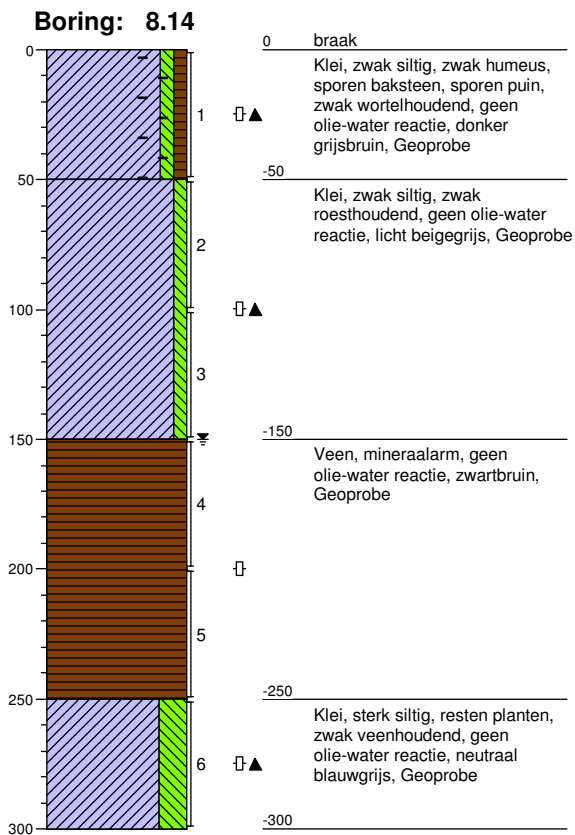 Boring: 8.14
0
0 braak
Klei, zwak siltig, zwak humeus,
sporen baksteen, sporen puin,
zwak wortelhoudend, geen
olie-water reactie, donker
grijsbruin, Geoprobe
1
50
-50
Klei, zwak siltig, zwak
roesthoudend, geen olie-water
reactie, licht beigegrijs, Geoprobe
2
100
3
150
-150
Veen, mineraalarm, geen
olie-water reactie, zwartbruin,
Geoprobe
4
200
5
250
-250
Klei, sterk siltig, resten planten,
zwak veenhoudend, geen
olie-water reactie, neutraal
blauwgrijs, Geoprobe
6
300
-300